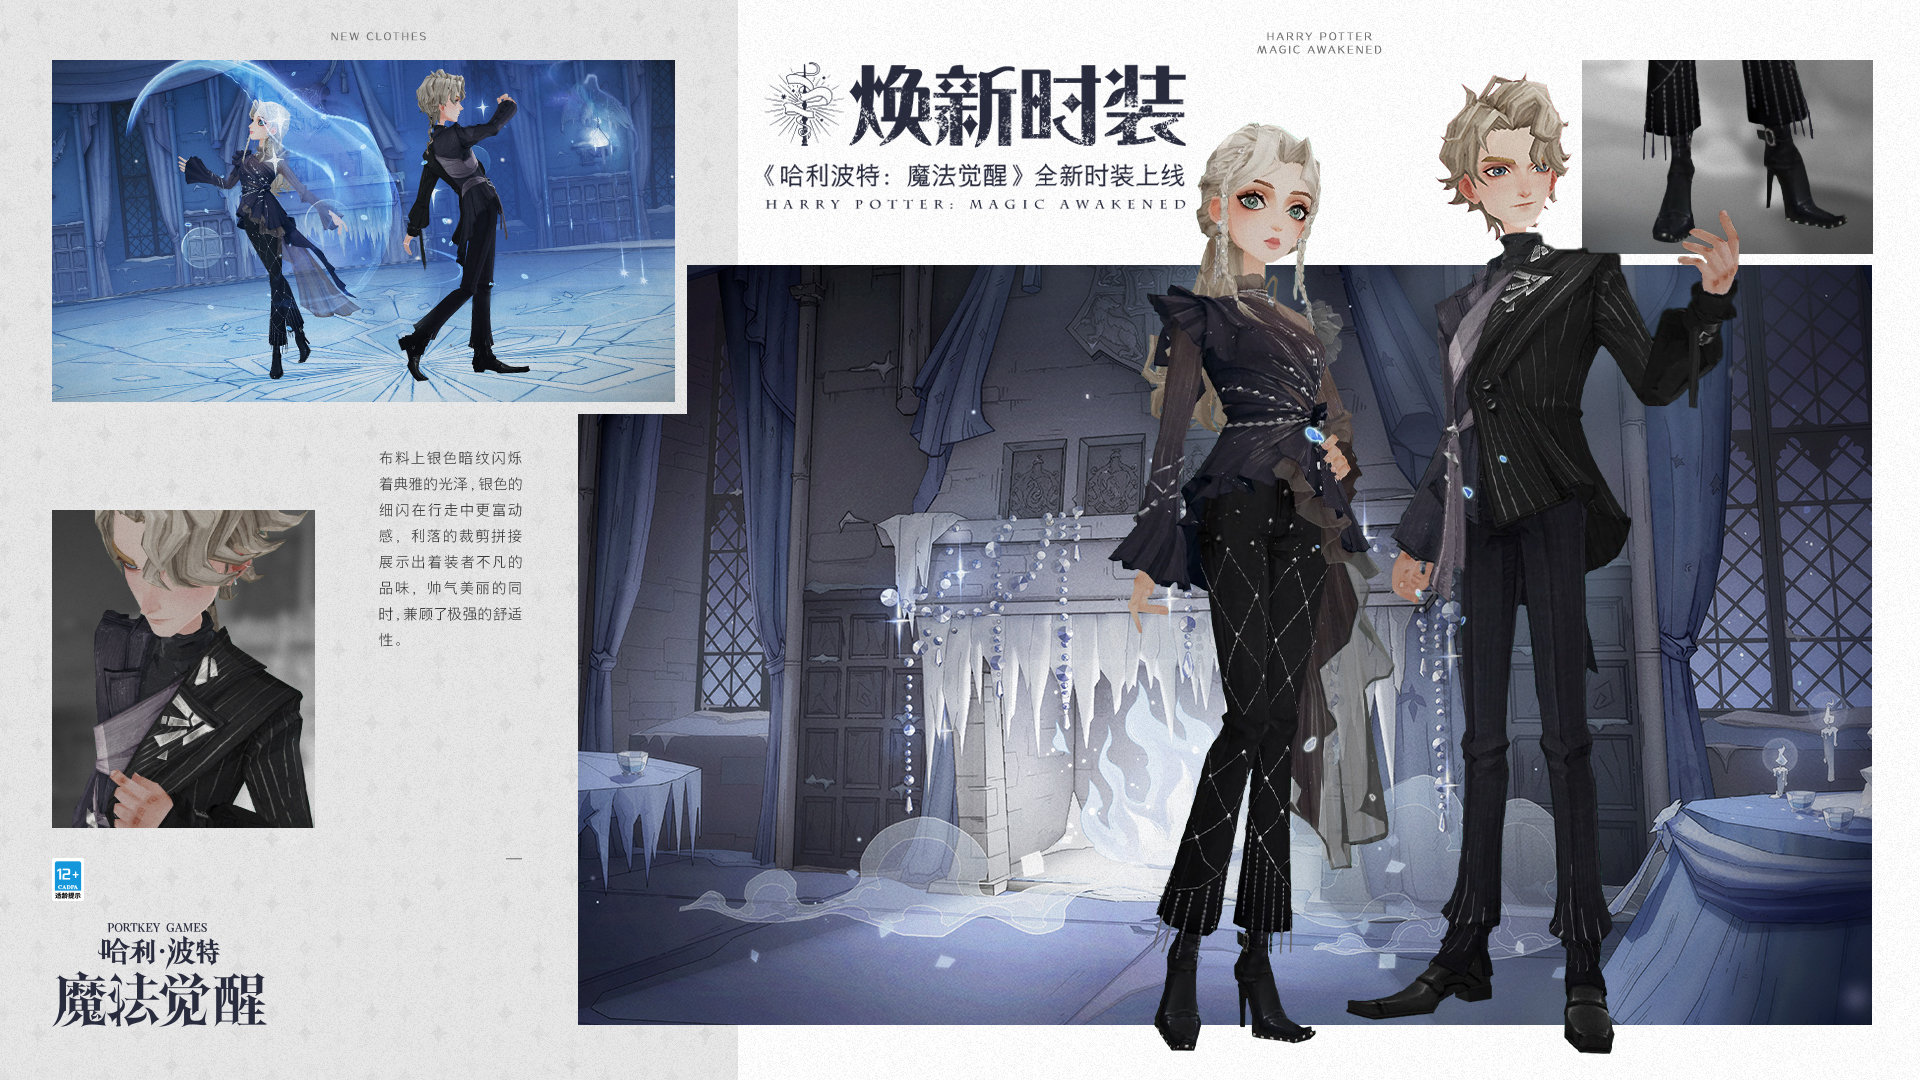 NEW CLOTHES
HARRY POTTER
MAGIC AWAKENED
焕新时装
《哈利波特：魔法觉醒》全新时装上线
HARRY POTTER: MAGIC AWAKENED
布料上银色暗纹闪烁
着典雅的光泽，银色的
细闪在行走中更富动
感，利落的裁剪拼接
展示出着装者不凡的
品味，帅气美丽的同
时，兼顾了极强的舒适
性。
12+
CADPA
适龄提示
PORTKEY GAMES
哈利·波特
魔法觉醒